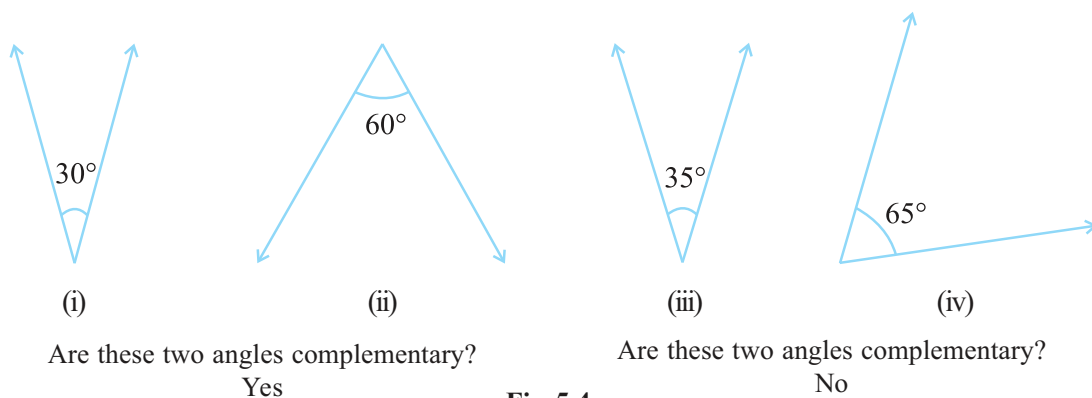 30°
60°
35°
65°
(i)
(ii)
(iii)
(iv)
Are these two angles complementary?
Yes
Are these two angles complementary?
No